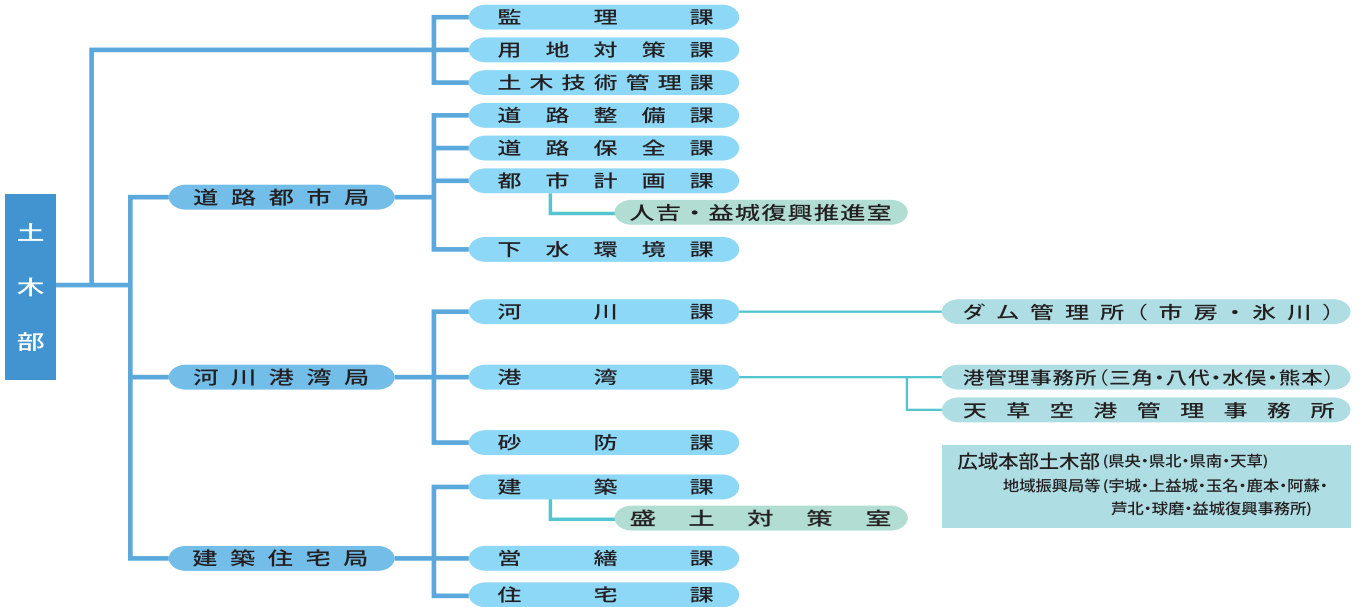 土木部
監理課
用地対策課
土木技術管理課
道路都市局
道路整備課
道路保全課
都市計画課
人吉・益城復興推進室
下水環境課
河川港湾局
河川課
ダム管理所(市房・氷川)
港湾課
港管理事務所(三角・八代・水俣・熊本)
天草空港管理事務所
砂防課
広域本部土木部(県央・県北・県南・天草)
地域振興局等(宇城・上益城・玉名・鹿本・阿蘇・
芦北・球磨・益城復興事務所)
建築住宅局
建築課
盛土対策室
営繕課
住宅課